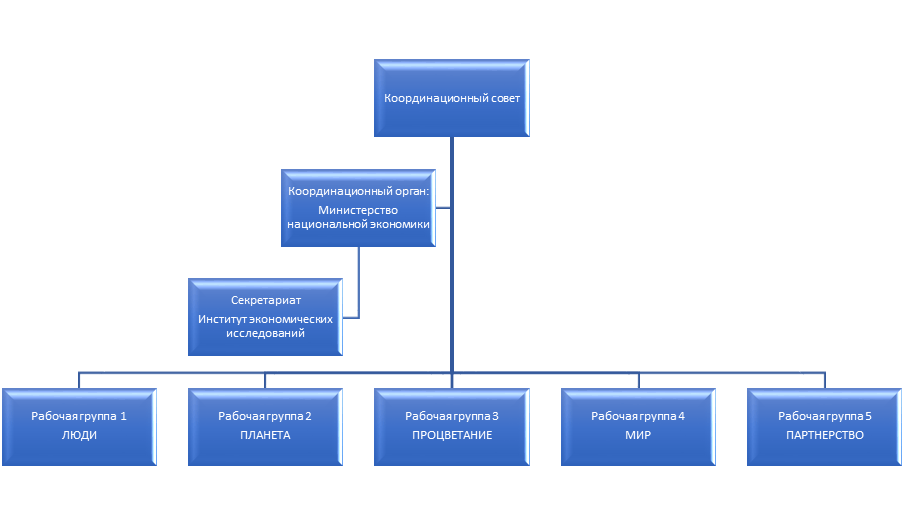 Координационный совет
Координационный орган:
Министерство
национальной экономики
Секретариат
Институт экономических
исследований
Рабочая группа 1
ЛЮДИ
Рабочая группа 2
ПЛАНЕТА
Рабочая группа 3
ПРОЦВЕТАНИЕ
Рабочая группа 4
МИР
Рабочая группа 5
ПАРТНЕРСТВО